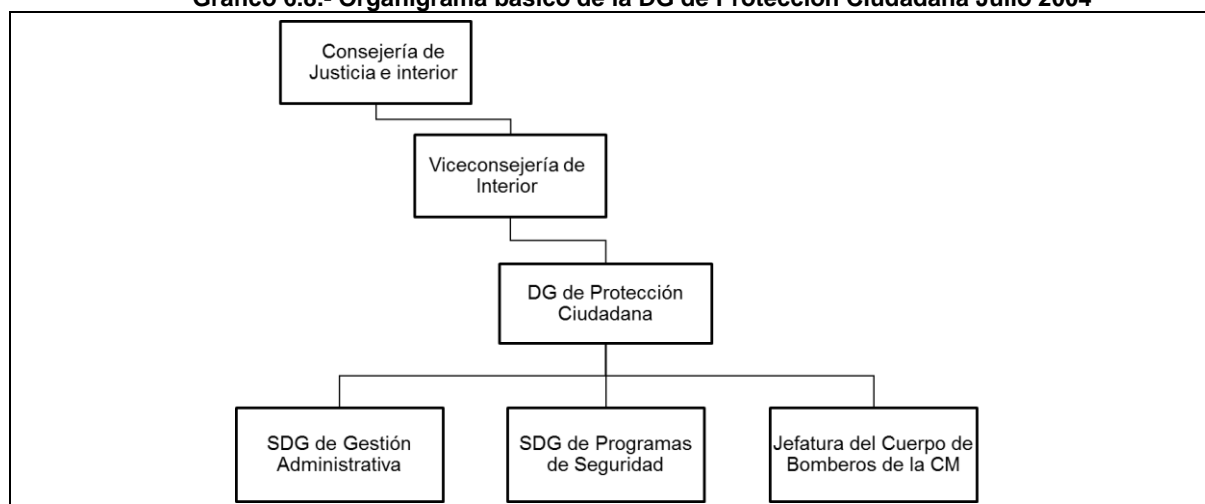 Gráfico 6.6.- Organigrama básico de la DG de Protección Ciudadana Julio 2004
Consejería de
Justicia e interior
Viceconsejería de
Interior
DG de Protección
Ciudadana
SDG de Gestión
Administrativa
SDG de Programas
de Seguridad
Jefatura del Cuerpo de
Bomberos de la CM